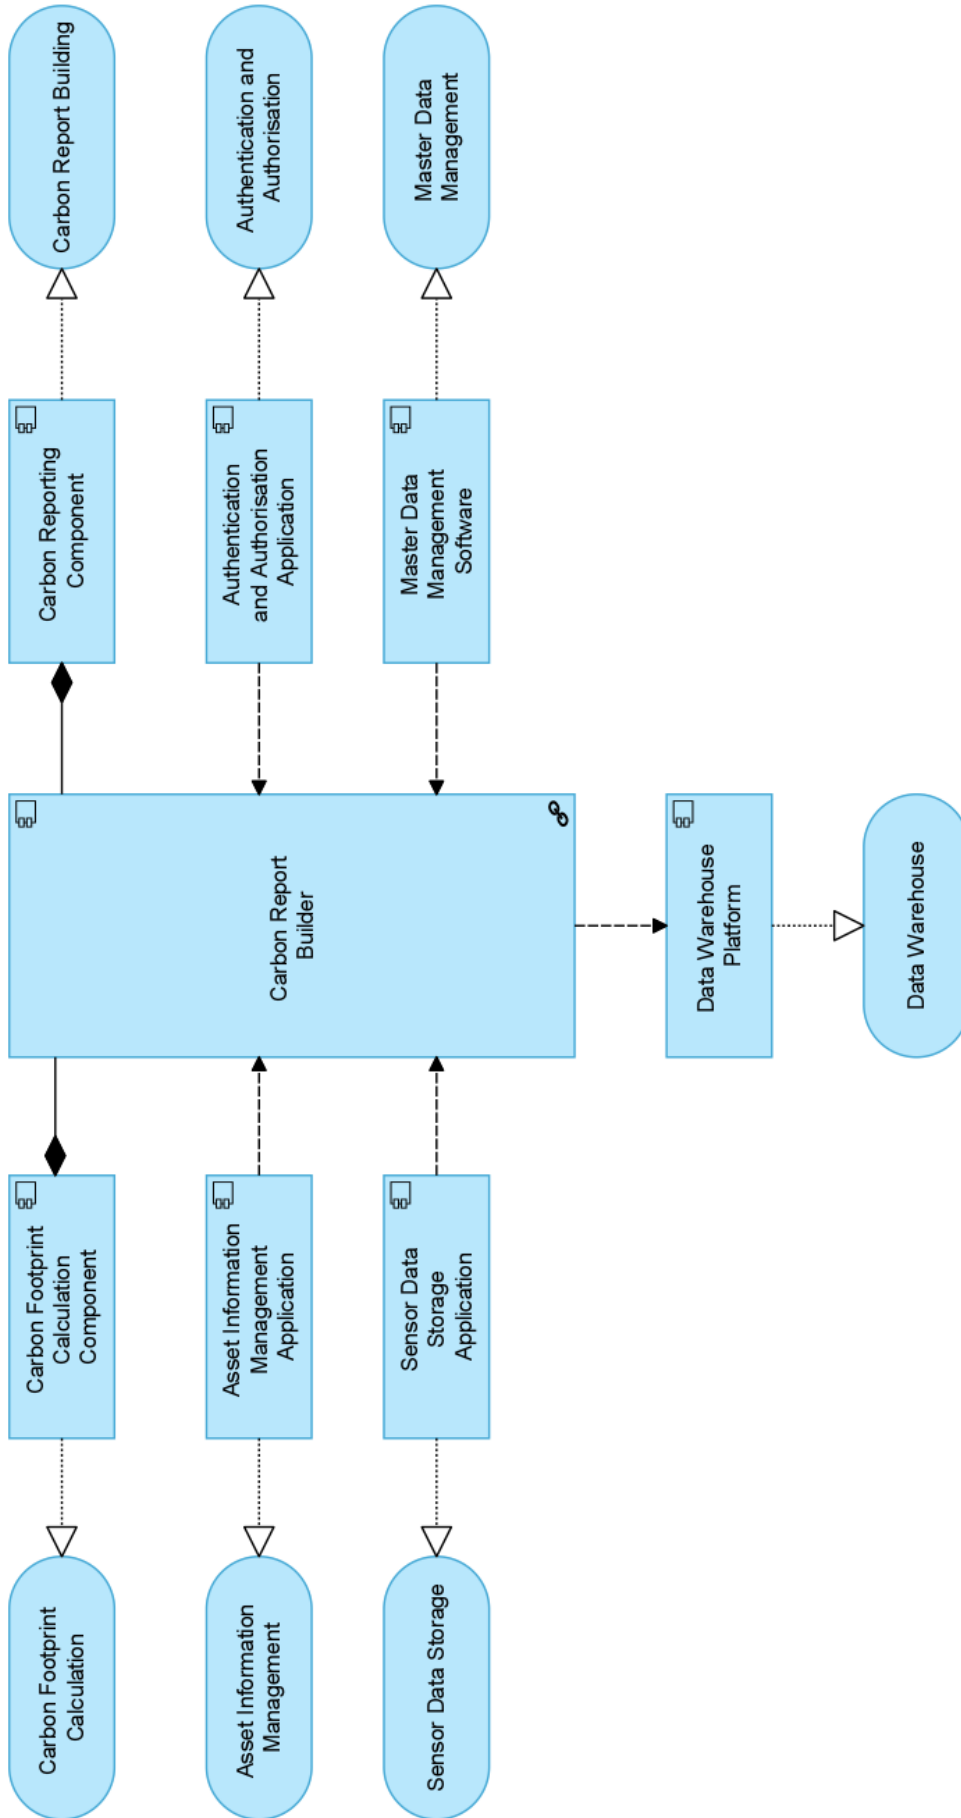 Carbon Footprint
Calculation
Carbon Footprint
Calculation
Component
Carbon Report
Builder
Carbon Reporting
Component
Carbon Report Building
Asset Information
Management
Asset Information
Management
Application
Authentication
and Authorisation
Application
Authentication and
Authorisation
Sensor Data Storage
Sensor Data
Storage
Application
Master Data
Management
Software
Master Data
Management
Data Warehouse
Platform
Data Warehouse